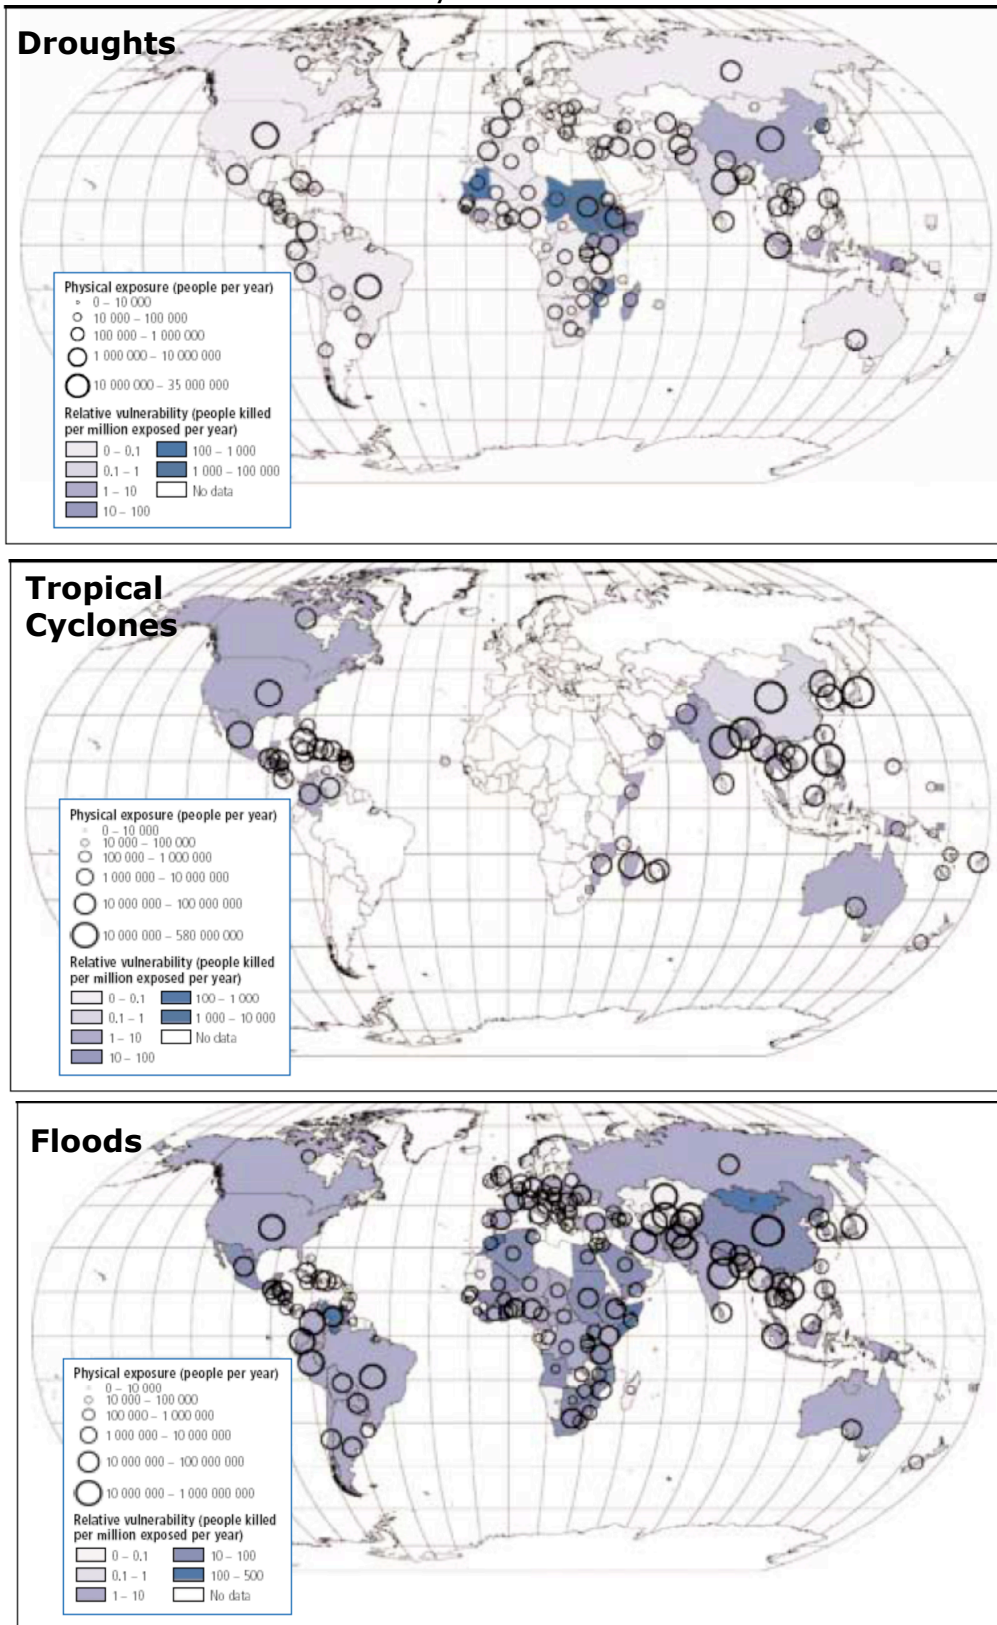 Droughts
Physical exposure (people per year)
0 – 10 000
10 000 – 100 000
100 000 – 1 000 000
1 000 000 – 10 000 000
10 000 000 – 35 000 000
Relative vulnerability (people killed
per million exposed per year)
0 – 0.1 100 – 1 000
0.1 – 1 1 000 – 100 000
1 – 10 No data
10 – 100
Tropical
Cyclones
Physical exposure (people per year)
0 – 10 000
10 000 – 100 000
100 000 – 1 000 000
1 000 000 – 10 000 000
10 000 000 – 100 000 000
10 000 000 – 580 000 000
Relative vulnerability (people killed
per million exposed per year)
0 – 0.1 100 – 1 000
0.1 – 1 1 000 – 10 000
1 – 10 No data
10 – 100
Floods
Physical exposure (people per year)
0 – 10 000
10 000 – 100 000
100 000 – 1 000 000
1 000 000 – 10 000 000
10 000 000 – 100 000 000
10 000 000 – 1 000 000 000
Relative vulnerability (people killed
per million exposed per year)
0 – 0.1 10 – 100
0.1 – 1 100 – 500
1 – 10 No data